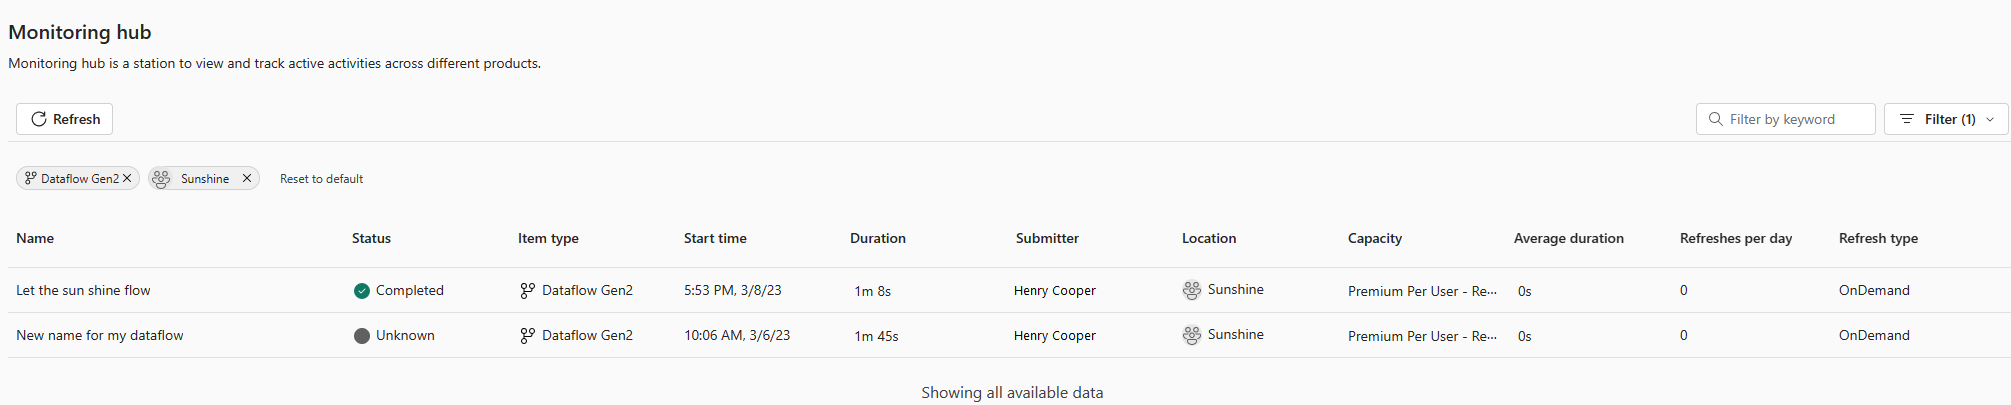 Monitoring hub
Monitoring hub is a station to view and track active activities across different products.
Refresh
Filter by keyword
Filter (1)
Dataflow Gen2 Sunshine Reset to default
Name Status Item type Start time Duration Submitter Location Capacity Average duration Refreshes per day Refresh type
Let the sun shine flow Completed Dataflow Gen2 5:53 PM, 3/8/23 1m 8s Henry Cooper Sunshine Premium Per User - Re... 0s 0 OnDemand
New name for my dataflow Unknown Dataflow Gen2 10:06 AM, 3/6/23 1m 45s Henry Cooper Sunshine Premium Per User - Re... 0s 0 OnDemand
Showing all available data